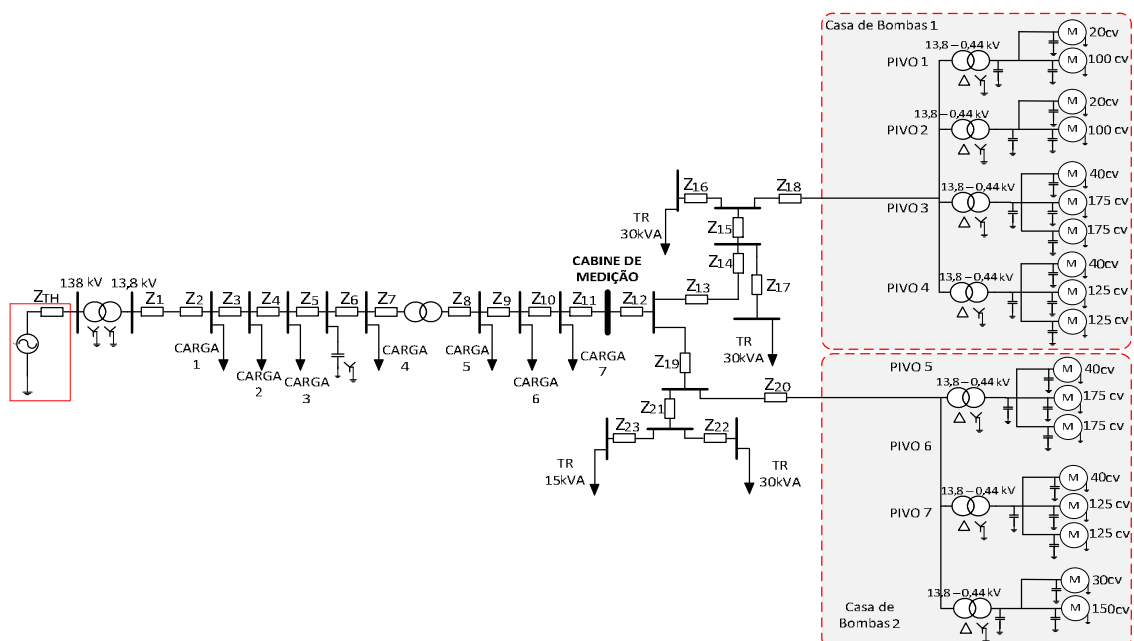 Casa de Bombas 1
13,8–0,44 kV
PIVO 1
M
20cv
M
100 cv
13,8–0,44 kV
PIVO 2
M
20cv
M
100cv
13,8–0,44 kV
PIVO 3
M
40cv
M
175 cv
M
175 cv
13,8–0,44 kV
PIVO 4
M
40cv
M
125 cv
M
125 cv
Z16
Z18
Z15
TR
30kVA
Z14
Z17
Z13
TR
30kVA
CABINE DE
MEDIÇÃO
ZTH
138 kV
13,8 kV
Z1
Z2
Z3
Z4
Z5
Z6
Z7
Z8
Z9
Z10
Z11
Z12
CARGA
1
CARGA
2
CARGA
3
CARGA
4
CARGA
5
CARGA
6
CARGA
7
Z19
Z20
Z21
Z23
Z22
TR
15kVA
TR
30kVA
PIVO 5
13,8–0,44 kV
M
40cv
M
175 cv
M
175 cv
PIVO 6
13,8–0,44 kV
PIVO 7
M
40cv
M
125 cv
M
125 cv
13,8–0,44 kV
M
30cv
M
150cv
Casa de
Bombas 2